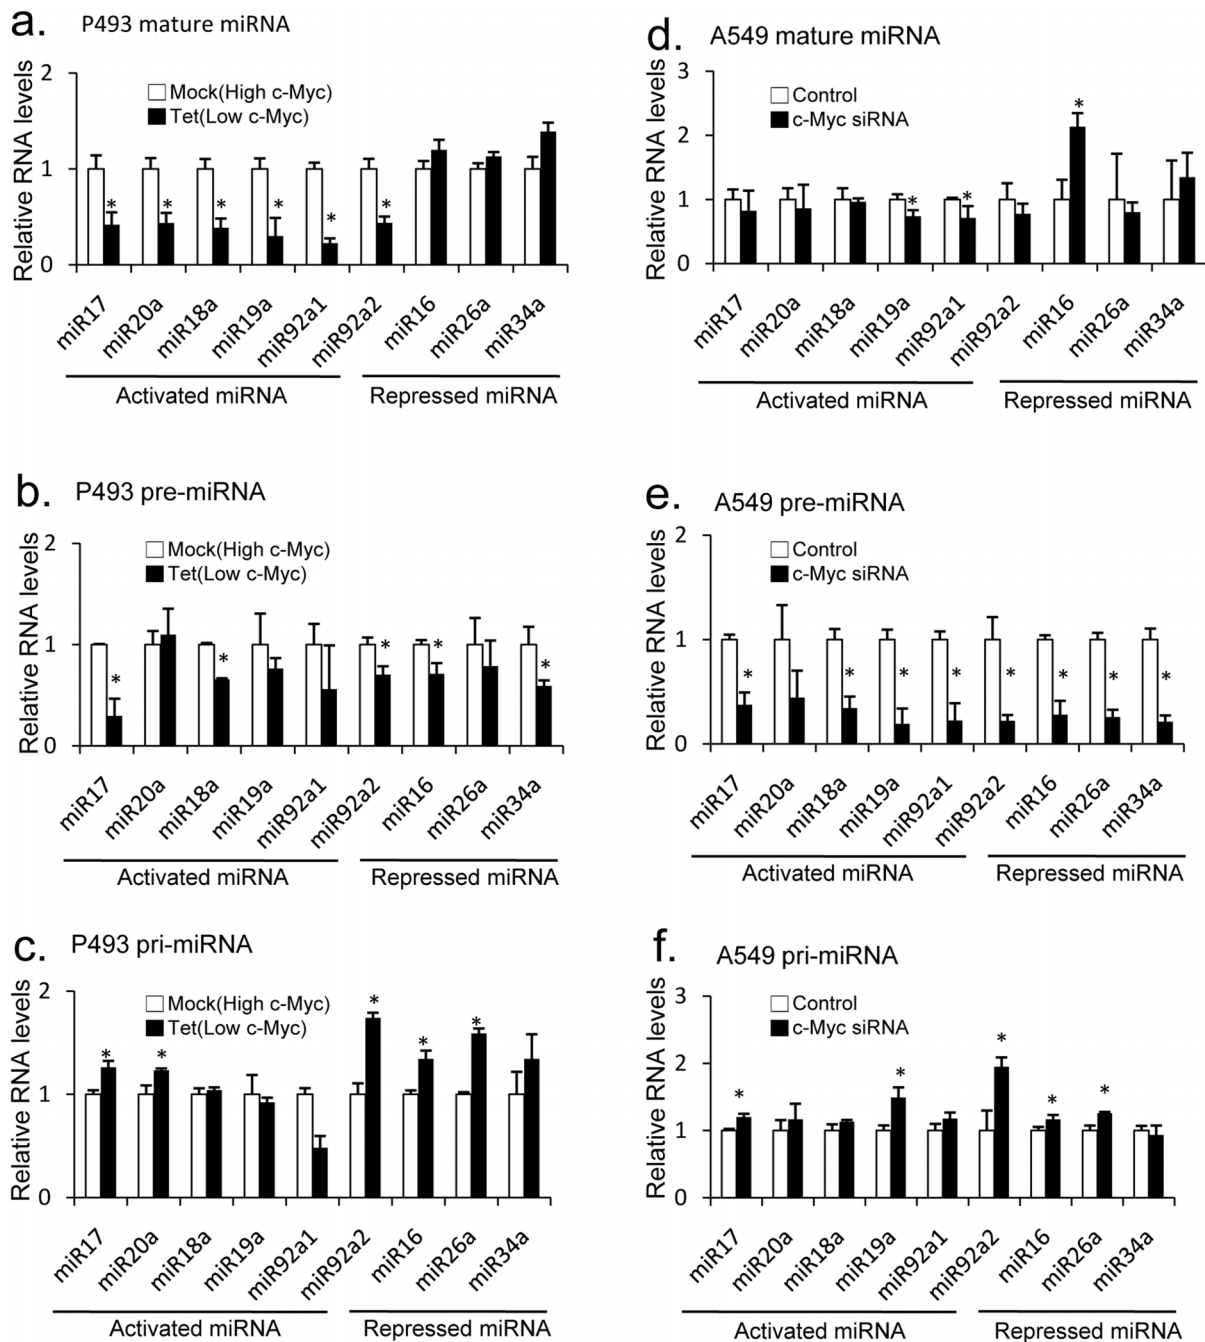 a. P493 mature miRNA
Relative RNA levels
2
1
0
Mock(High c-Myc)
Tet(Low c-Myc)
* * * * * *
miR17 miR20a miR18a miR19a miR92a1 miR92a2 miR16 miR26a miR34a
Activated miRNA Repressed miRNA
d. A549 mature miRNA
Relative RNA levels
3
2
1
0
Control
c-Myc siRNA
* * *
miR17 miR20a miR18a miR19a miR92a1 miR92a2 miR16 miR26a miR34a
Activated miRNA Repressed miRNA
b. P493 pre-miRNA
Relative RNA levels
2
1
0
Mock(High c-Myc)
Tet(Low c-Myc)
* * * * *
miR17 miR20a miR18a miR19a miR92a1 miR92a2 miR16 miR26a miR34a
Activated miRNA Repressed miRNA
e. A549 pre-miRNA
Relative RNA levels
2
1
0
Control
c-Myc siRNA
* * * * * * * *
miR17 miR20a miR18a miR19a miR92a1 miR92a2 miR16 miR26a miR34a
Activated miRNA Repressed miRNA
c. P493 pri-miRNA
Relative RNA levels
2
1
0
Mock(High c-Myc)
Tet(Low c-Myc)
* * * * *
miR17 miR20a miR18a miR19a miR92a1 miR92a2 miR16 miR26a miR34a
Activated miRNA Repressed miRNA
f. A549 pri-miRNA
Relative RNA levels
3
2
1
0
Control
c-Myc siRNA
* * * * *
miR17 miR20a miR18a miR19a miR92a1 miR92a2 miR16 miR26a miR34a
Activated miRNA Repressed miRNA